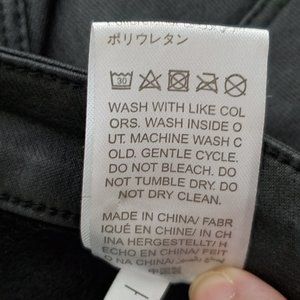 ポリウレタン
30
WASH WITH LIKE COL
ORS. WASH INSIDE O
UT. MACHINE WASH C
OLD. GENTLE CYCLE.
DO NOT BLEACH. DO
NOT TUMBLE DRY. DO
NOT DRY CLEAN.
MADE IN CHINA/ FABR
IQUÉ EN CHINE/ IN CH
INA HERGESTELLT/ H
ECHO EN CHINA/ FEIT
O NA CHINA/